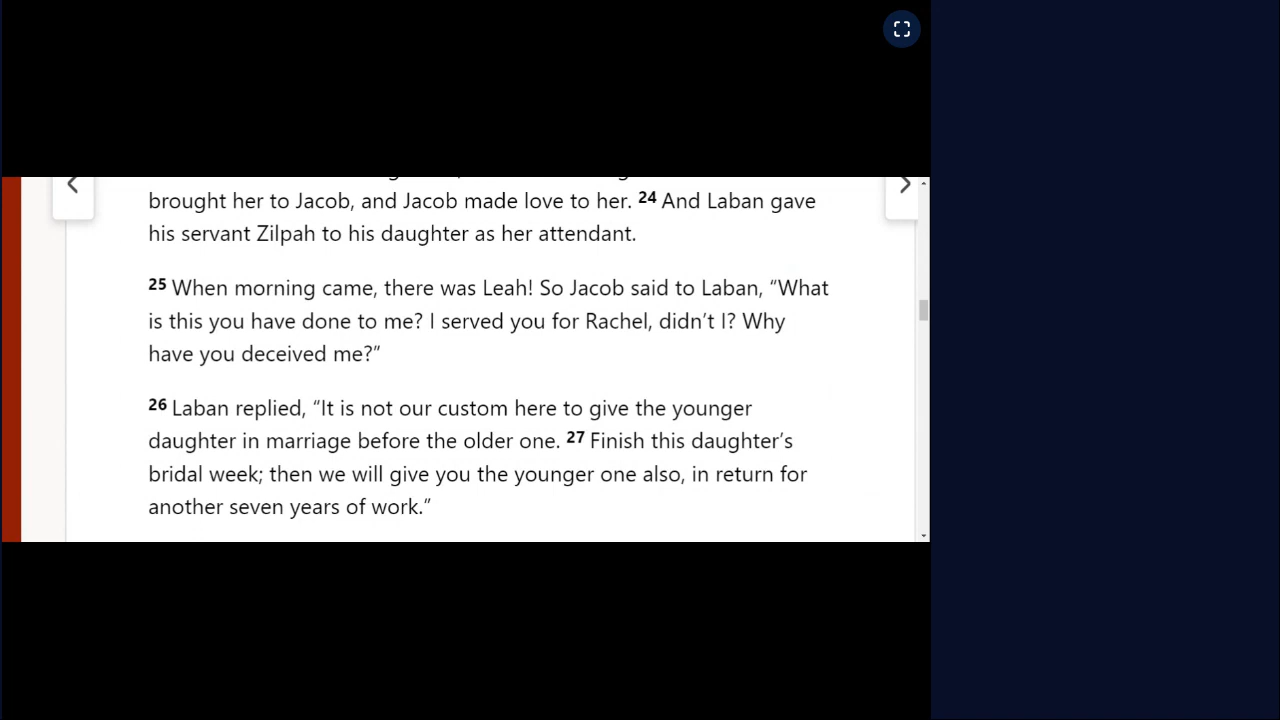 brought her to Jacob, and Jacob made love to her. 24 And Laban gave
his servant Zilpah to his daughter as her attendant.
25 When morning came, there was Leah! So Jacob said to Laban, “What
is this you have done to me? I served you for Rachel, didn’t I? Why
have you deceived me?”
26 Laban replied, “It is not our custom here to give the younger
daughter in marriage before the older one. 27 Finish this daughter’s
bridal week; then we will give you the younger one also, in return for
another seven years of work.”